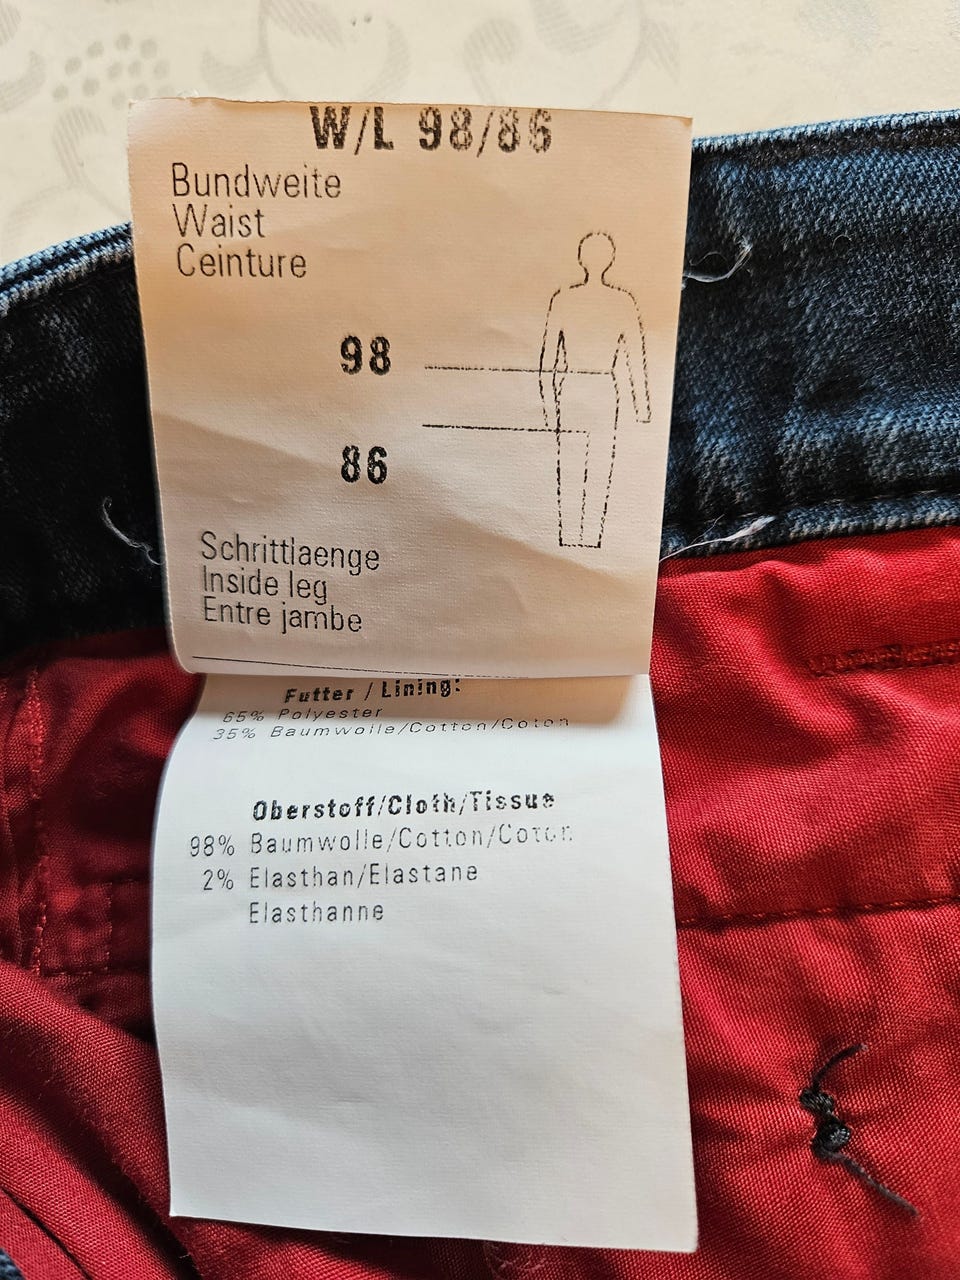 W/L 98/86
Bundweite
Waist
Ceinture
98
86
Schrittlaenge
Inside leg
Entre jambe
Futter / Lining:
65% Polyester
35% Baumwolle/Cotton/Coton
Oberstoff/Cloth/Tissue
98% Baumwolle/Cotton/Coton
2% Elasthan/Elastane
Elasthanne